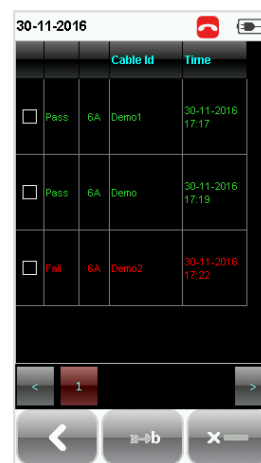 30-11-2016
Cable Id Time
Pass 6A Demo1 30-11-2016 17:17
Pass 6A Demo 30-11-2016 17:19
Fail 6A Demo2 30-11-2016 17:22
< 1 >